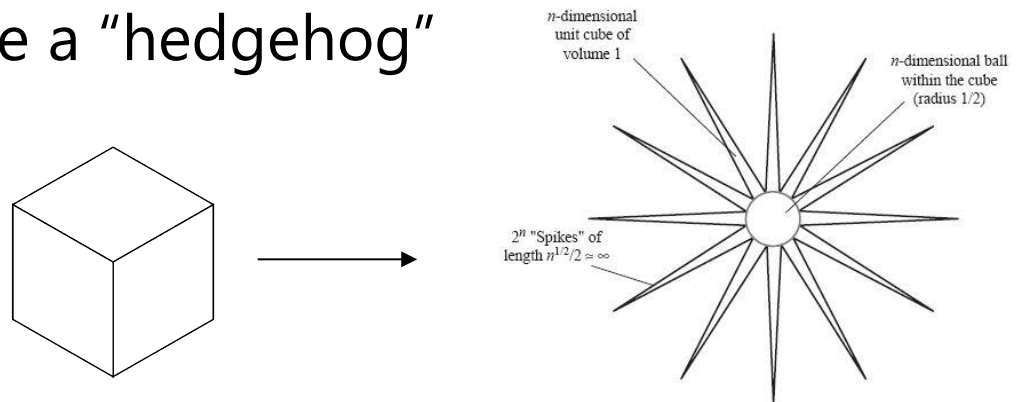 e a “hedgehog”
n-dimensional
unit cube of
volume 1
n-dimensional ball
within the cube
(radius 1/2)
2ⁿ "Spikes" of
length n^{1/2}/2 ≃ ∞